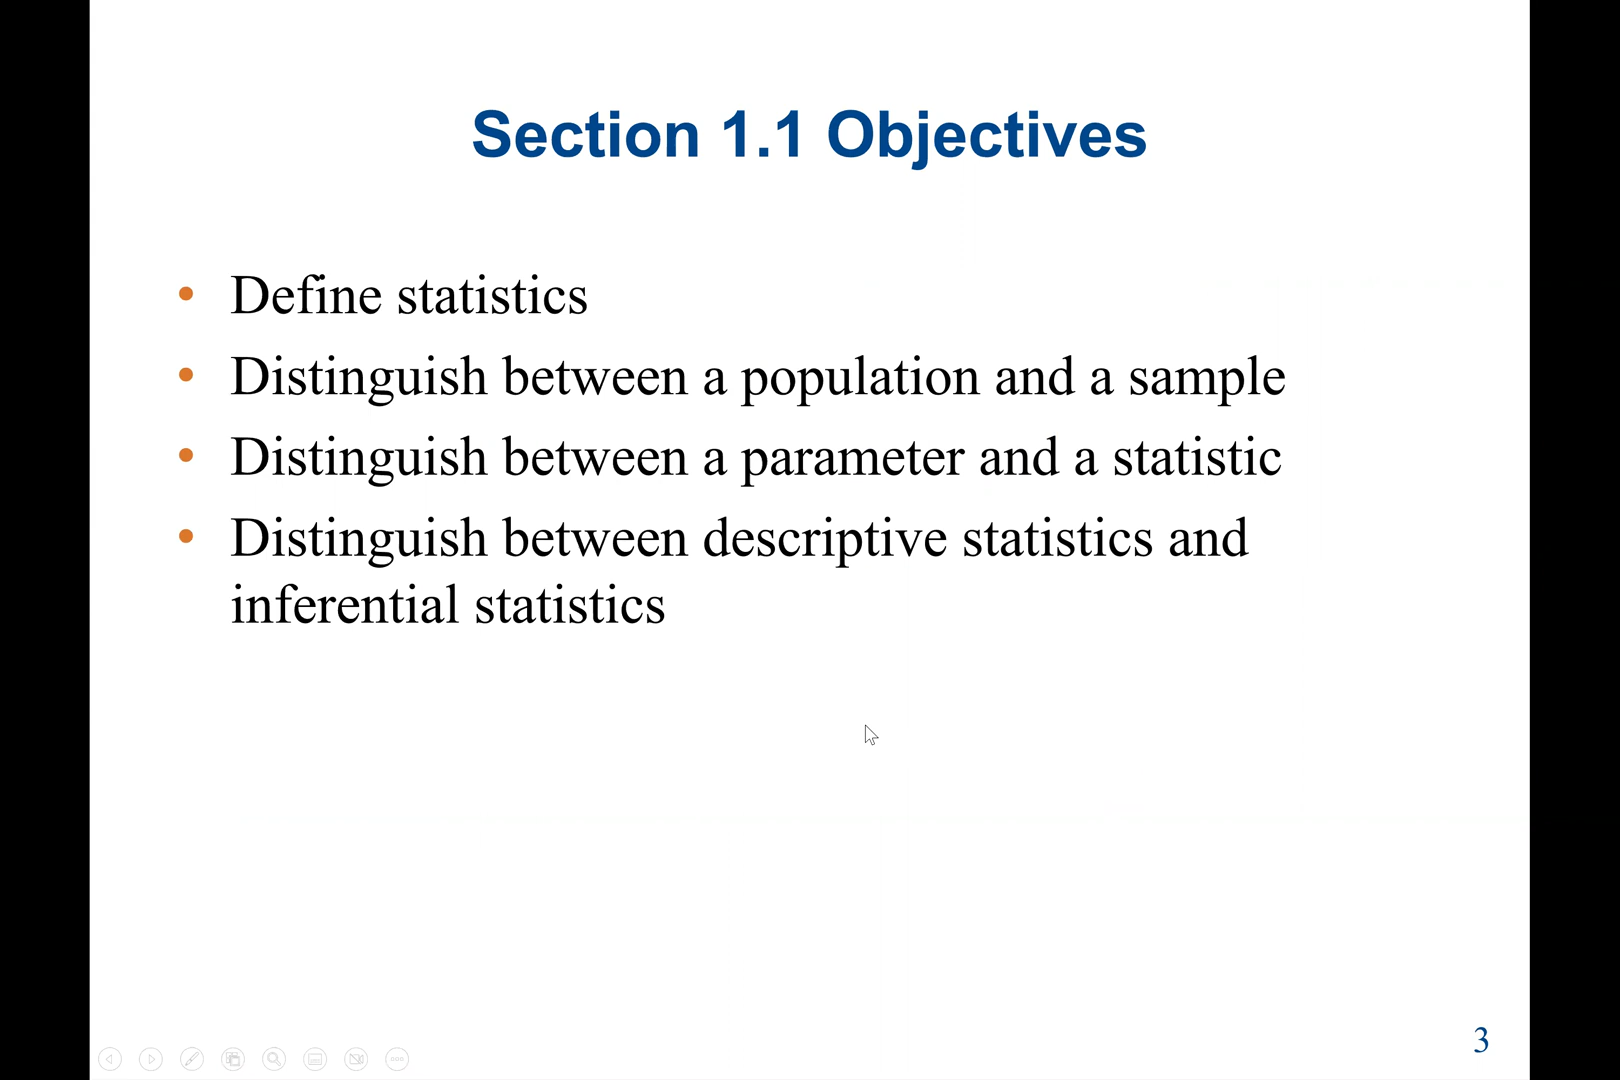 Section 1.1 Objectives
• Define statistics
• Distinguish between a population and a sample
• Distinguish between a parameter and a statistic
• Distinguish between descriptive statistics and
inferential statistics
3